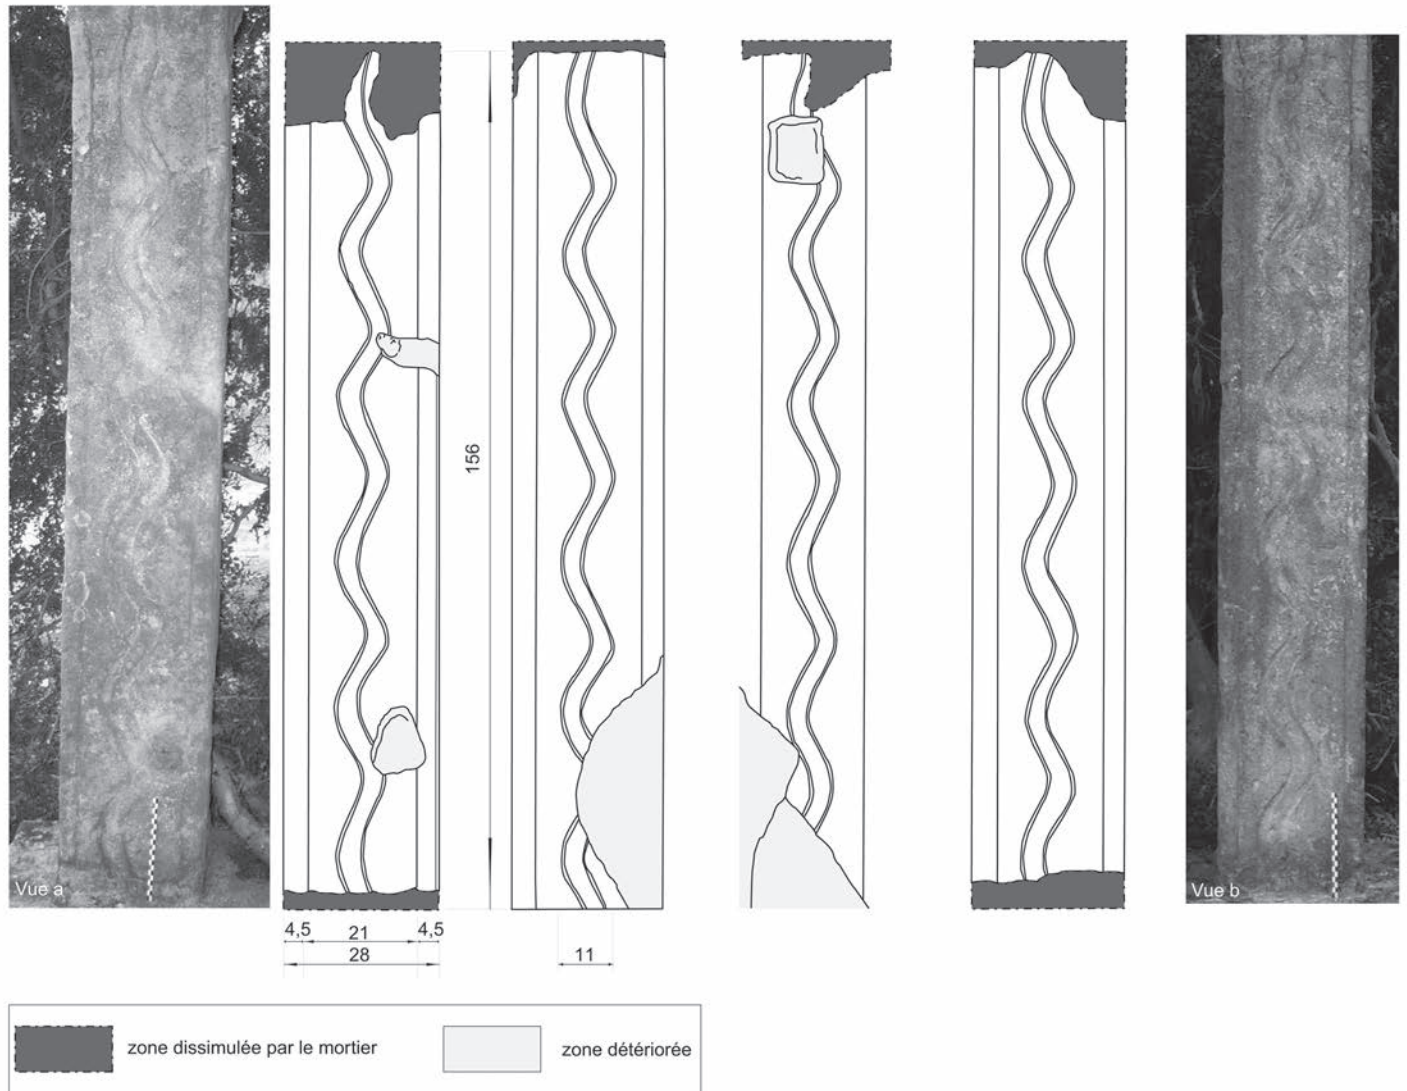 Vue a
Vue b
156
4,5 21 4,5
28
11
zone dissimulée par le mortier
zone détériorée